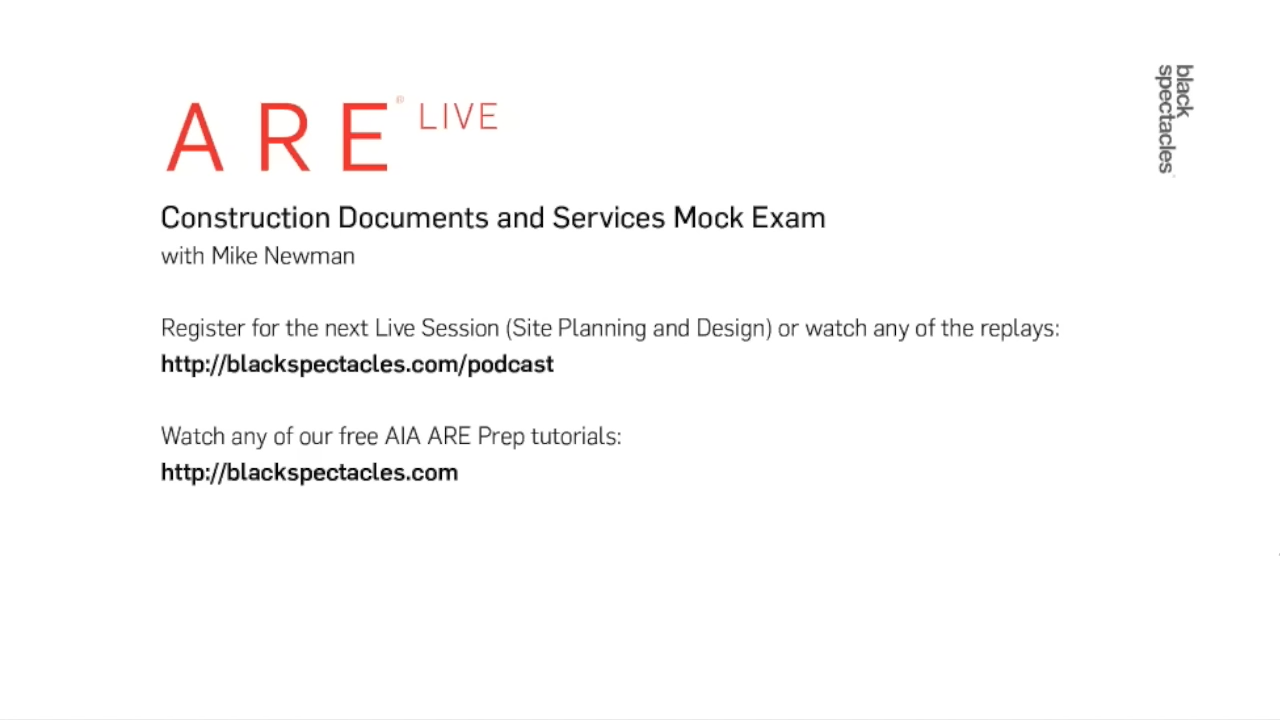 ARE® LIVE
black
spectacles
Construction Documents and Services Mock Exam
with Mike Newman
Register for the next Live Session (Site Planning and Design) or watch any of the replays:
http://blackspectacles.com/podcast
Watch any of our free AIA ARE Prep tutorials:
http://blackspectacles.com